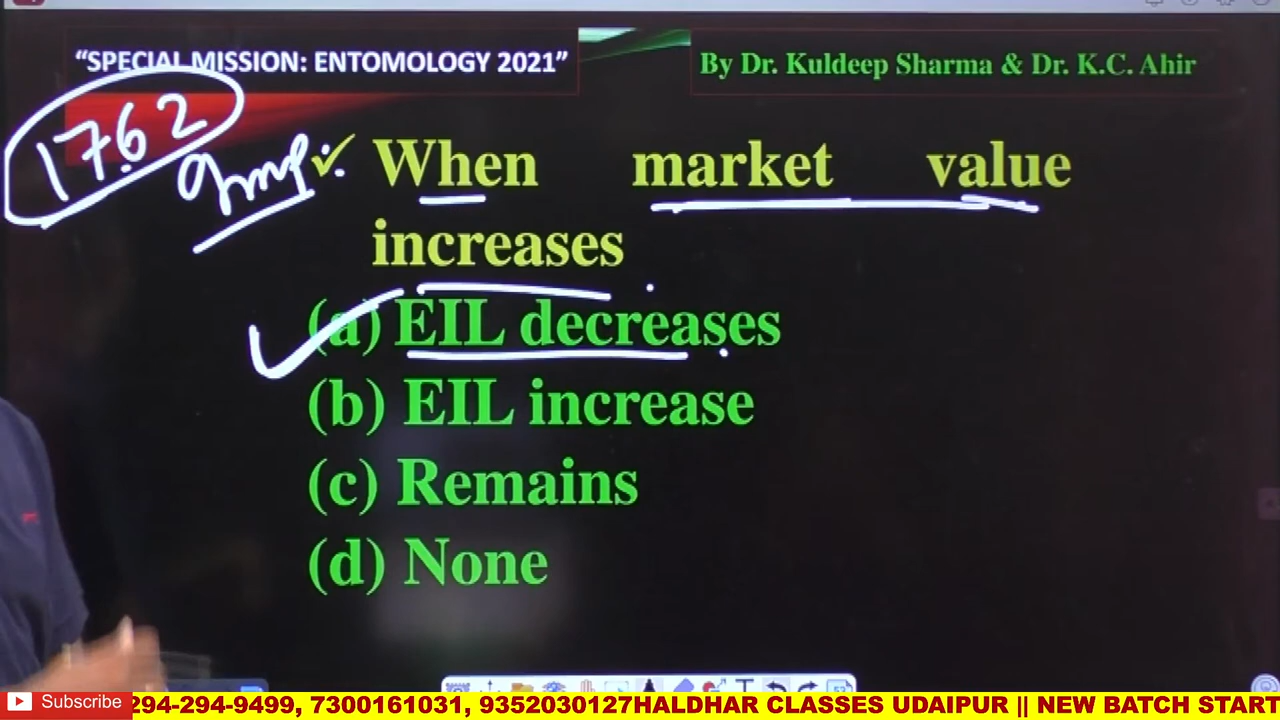 “SPECIAL MISSION: ENTOMOLOGY 2021”
By Dr. Kuldeep Sharma & Dr. K.C. Ahir
1762
Imp:
✓ When market value
increases
(a) EIL decreases
(b) EIL increase
(c) Remains
(d) None
Subscribe
294-294-9499, 7300161031, 9352030127HALDHAR CLASSES UDAIPUR || NEW BATCH START